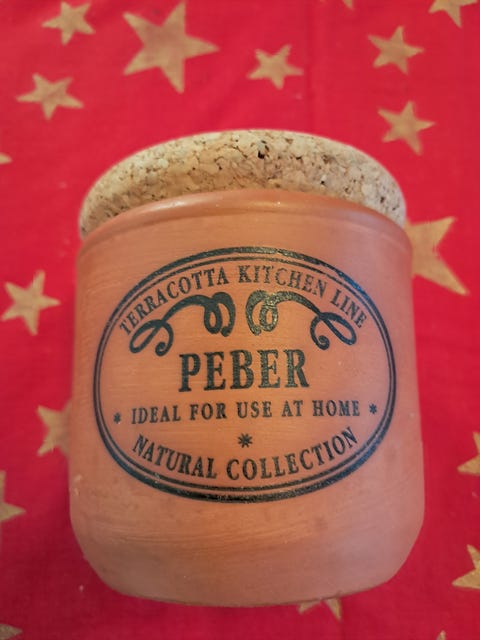 TERRACOTTA KITCHEN LINE
PEBER
* IDEAL FOR USE AT HOME *
*
NATURAL COLLECTION